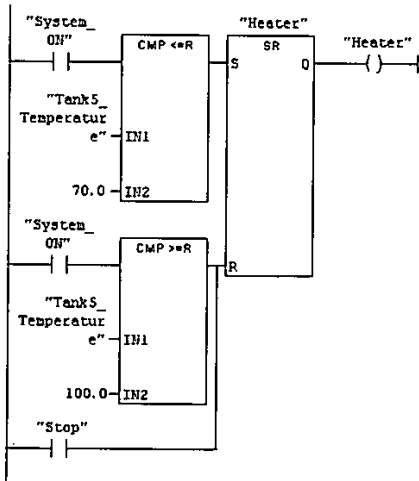 "System_
ON"
"Heater"
CMP <=R
SR
"Heater"
S
Q
"Tank5_
Temperatur
e"
IN1
70.0
IN2
"System_
ON"
CMP >=R
R
"Tank5_
Temperatur
e"
IN1
100.0
IN2
"Stop"